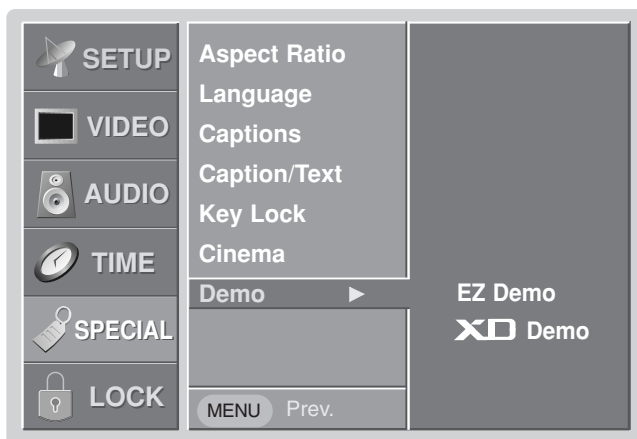 SETUP
VIDEO
AUDIO
TIME
SPECIAL
LOCK
Aspect Ratio
Language
Captions
Caption/Text
Key Lock
Cinema
Demo ►
MENU Prev.
EZ Demo
XD Demo